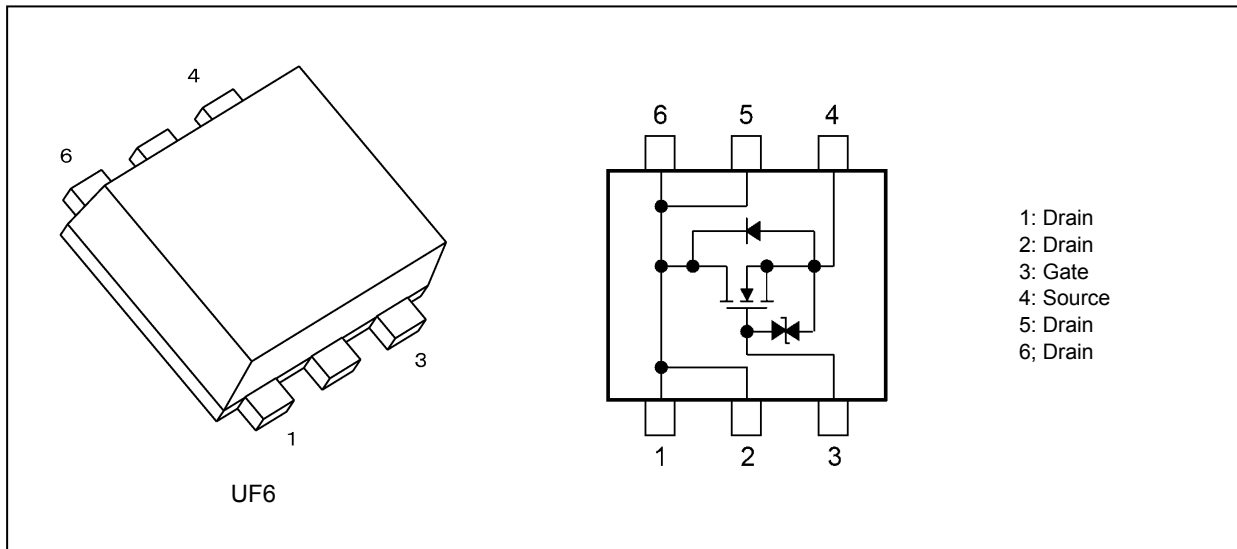 4
6
3
1
UF6
6 5 4
1 2 3
1: Drain
2: Drain
3: Gate
4: Source
5: Drain
6; Drain